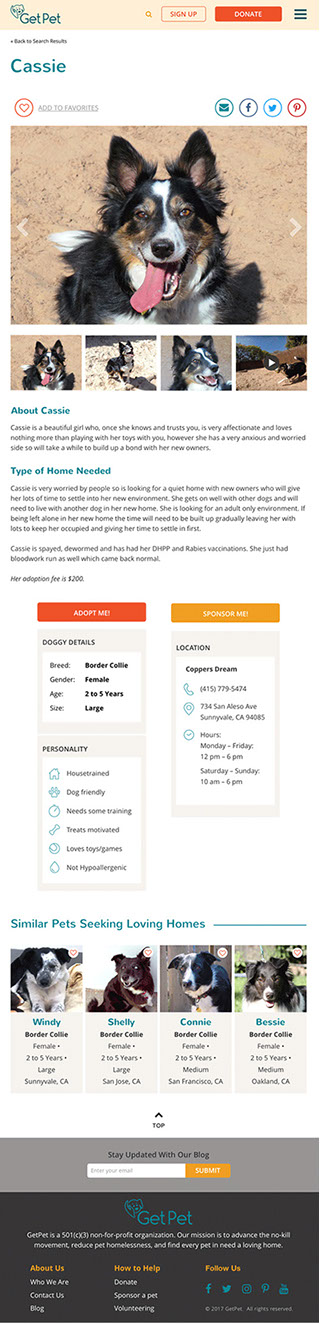 GetPet
SIGN UP
DONATE
« Back to Search Results
Cassie
ADD TO FAVORITES
About Cassie
Cassie is a beautiful girl who, once she knows and trusts you, is very affectionate and loves
nothing more than playing with her toys with you, however she has a very anxious and worried
side so will take a while to build up a bond with her new owners.
Type of Home Needed
Cassie is very worried by people so is looking for a quiet home with new owners who will give
her lots of time to settle into her new environment. She gets on well with other dogs and will
need to live with another dog in her new home. She is looking for an adult only environment. If
being left alone in her new home the time will need to be built up gradually leaving her with
lots to keep her occupied and giving her time to settle in first.
Cassie is spayed, dewormed and has had her DHPP and Rabies vaccinations. She just had
bloodwork run as well which came back normal.
Her adoption fee is $200.
ADOPT ME!
DOGGY DETAILS
Breed: Border Collie
Gender: Female
Age: 2 to 5 Years
Size: Large
PERSONALITY
Housetrained
Dog friendly
Needs some training
Treats motivated
Loves toys/games
Not Hypoallergenic
SPONSOR ME!
LOCATION
Coppers Dream
(415) 779-5474
734 San Aleso Ave
Sunnyvale, CA 94085
Hours:
Monday – Friday:
12 pm – 6 pm
Saturday – Sunday:
10 am – 6 pm
Similar Pets Seeking Loving Homes
Windy
Border Collie
Female •
2 to 5 Years •
Large
Sunnyvale, CA
Shelly
Border Collie
Female •
2 to 5 Years •
Large
San Jose, CA
Connie
Border Collie
Female •
2 to 5 Years •
Medium
San Francisco, CA
Bessie
Border Collie
Female •
2 to 5 Years •
Medium
Oakland, CA
TOP
Stay Updated With Our Blog
Enter your email
SUBMIT
GetPet
GetPet is a 501(c)(3) non-for-profit organization. Our mission is to advance the no-kill
movement, reduce pet homelessness, and find every pet in need a loving home.
About Us
Who We Are
Contact Us
Blog
How to Help
Donate
Sponsor a pet
Volunteering
Follow Us
© 2017 GetPet. All rights reserved.